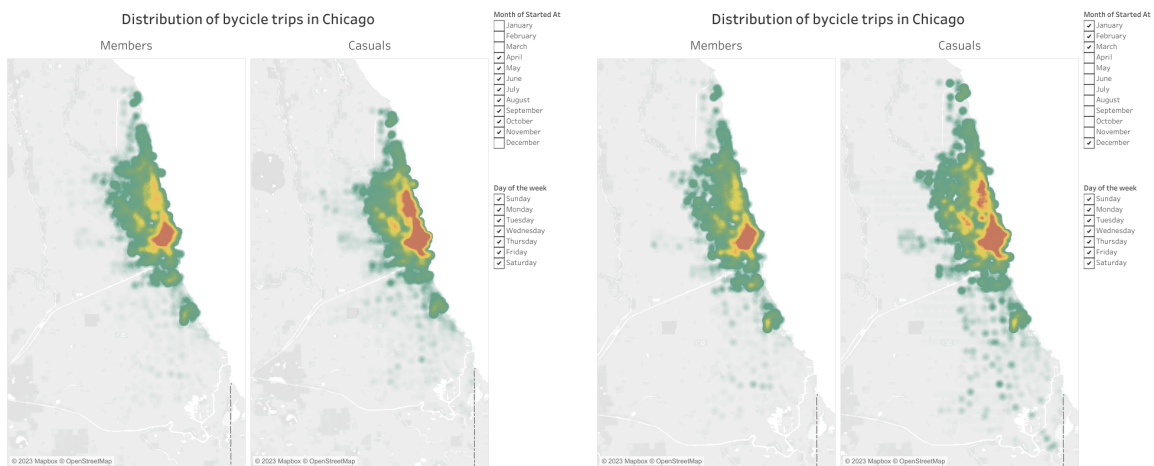 Distribution of bycicle trips in Chicago
Members
Casuals
© 2023 Mapbox © OpenStreetMap
© 2023 Mapbox © OpenStreetMap
Month of Started At
January
February
March
April
May
June
July
August
September
October
November
December
Day of the week
Sunday
Monday
Tuesday
Wednesday
Thursday
Friday
Saturday
Distribution of bycicle trips in Chicago
Members
Casuals
© 2023 Mapbox © OpenStreetMap
© 2023 Mapbox © OpenStreetMap
Month of Started At
January
February
March
April
May
June
July
August
September
October
November
December
Day of the week
Sunday
Monday
Tuesday
Wednesday
Thursday
Friday
Saturday